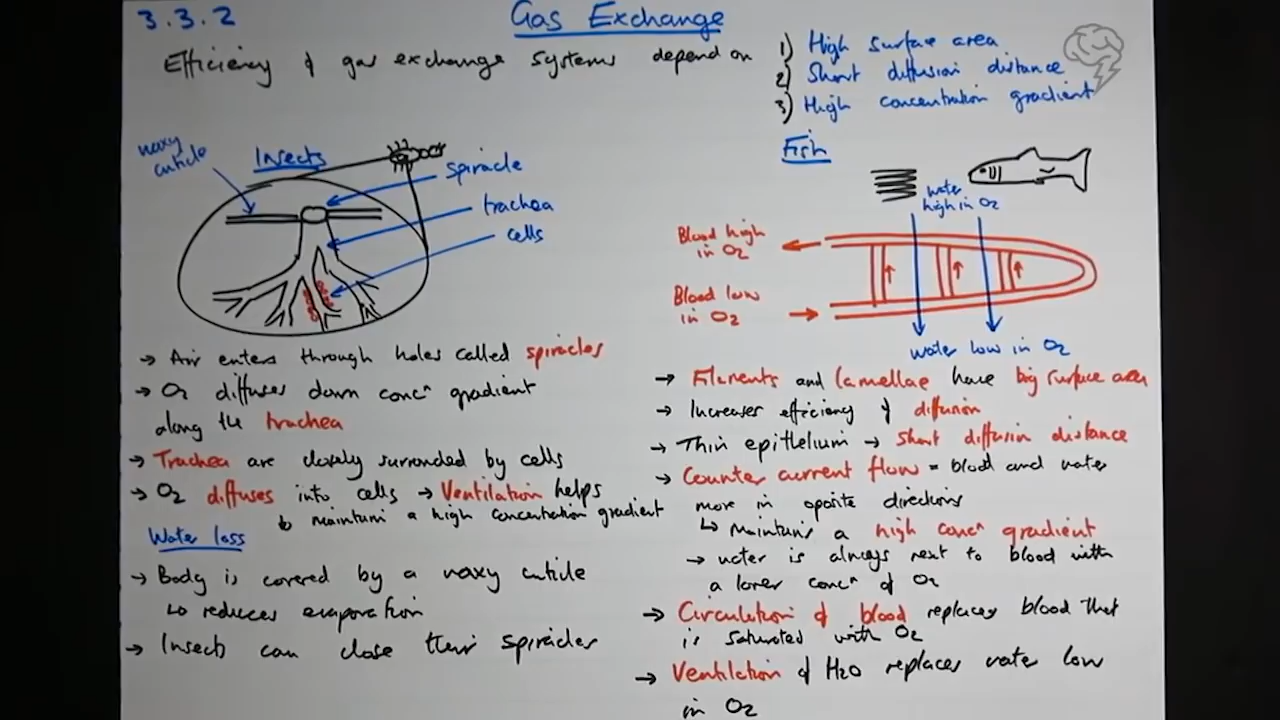 3.3.2
Gas Exchange
Efficiency of gas exchange systems depend on
1) High surface area
2) Short diffusion distance
3) High concentration gradient
Insects
waxy
cuticle
spiracle
trachea
cells
→ Air enters through holes called spiracles
→ O2 diffuses down concⁿ gradient
along the trachea
→ Trachea are closely surrounded by cells
→ O2 diffuses into cells → Ventilation helps
↳ maintain a high concentration gradient
Water loss
→ Body is covered by a waxy cuticle
↳ reduces evaporation
→ Insects can close their spiracles
Fish
water
high in O2
Blood high
in O2
Blood low
in O2
water low in O2
→ Filaments and lamellae have big surface area
→ Increases efficiency of diffusion
→ Thin epithelium → short diffusion distance
→ Counter current flow = blood and water
move in opposite directions
↳ Maintains a high concⁿ gradient
→ water is always next to blood with
a lower concⁿ of O2
→ Circulation of blood replaces blood that
is saturated with O2
→ Ventilation of H2O replaces water low
in O2